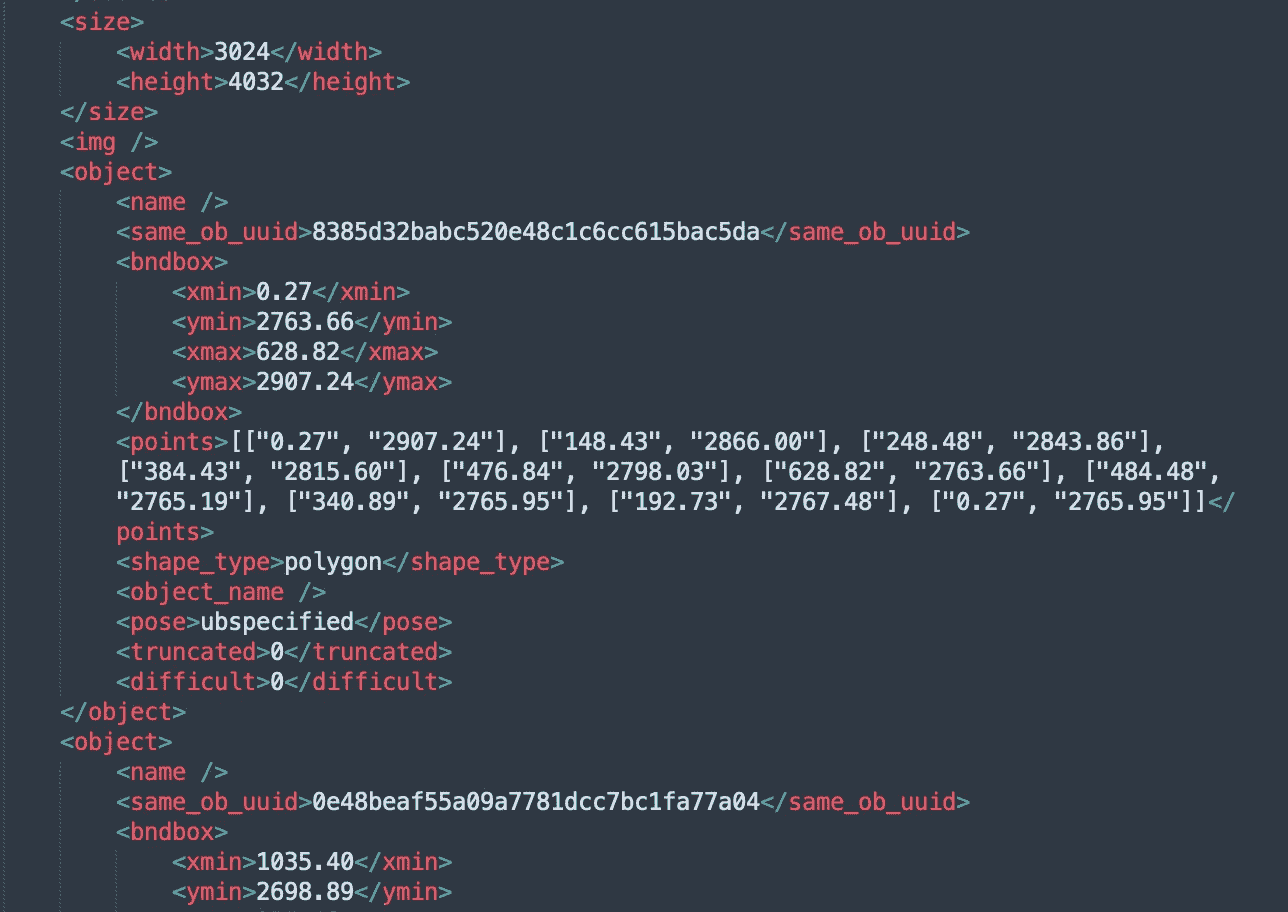 <size>
<width>3024</width>
<height>4032</height>
</size>
<img />
<object>
<name />
<same_ob_uuid>8385d32babc520e48c1c6cc615bac5da</same_ob_uuid>
<bndbox>
<xmin>0.27</xmin>
<ymin>2763.66</ymin>
<xmax>628.82</xmax>
<ymax>2907.24</ymax>
</bndbox>
<points>[["0.27", "2907.24"], ["148.43", "2866.00"], ["248.48", "2843.86"],
["384.43", "2815.60"], ["476.84", "2798.03"], ["628.82", "2763.66"], ["484.48",
"2765.19"], ["340.89", "2765.95"], ["192.73", "2767.48"], ["0.27", "2765.95"]]</
points>
<shape_type>polygon</shape_type>
<object_name />
<pose>ubspecified</pose>
<truncated>0</truncated>
<difficult>0</difficult>
</object>
<object>
<name />
<same_ob_uuid>0e48beaf55a09a7781dcc7bc1fa77a04</same_ob_uuid>
<bndbox>
<xmin>1035.40</xmin>
<ymin>2698.89</ymin>